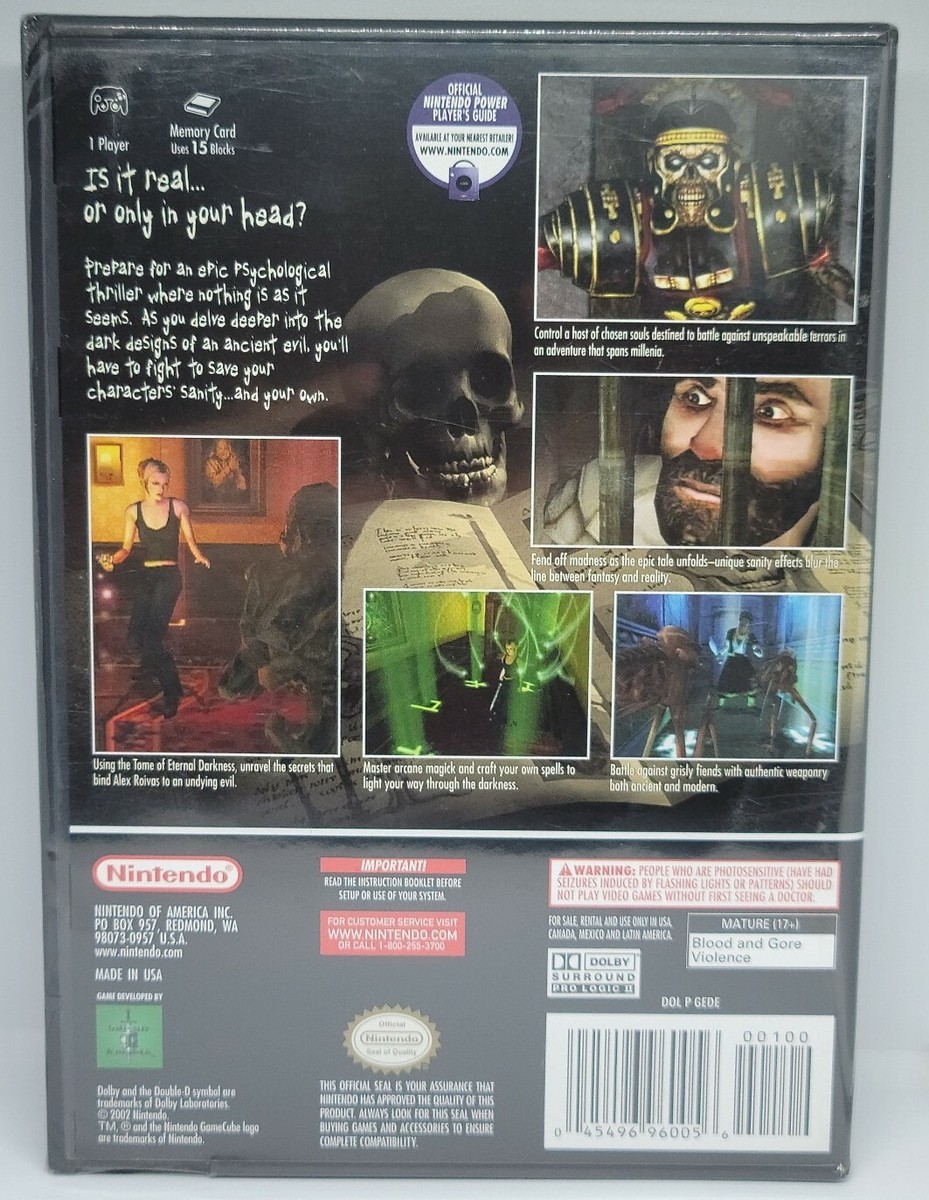 1 Player
Memory Card
Uses 15 Blocks
OFFICIAL
NINTENDO POWER
PLAYER'S GUIDE
AVAILABLE AT YOUR NEAREST RETAILER!
WWW.NINTENDO.COM
Is it real...
or only in your head?
Prepare for an epic psychological
thriller where nothing is as it
seems. As you delve deeper into the
dark designs of an ancient evil, you'll
have to fight to save your
characters' sanity...and your own.
Control a host of chosen souls destined to battle against unspeakable terrors in
an adventure that spans millenia.
Fend off madness as the epic tale unfolds–unique sanity effects blur the
line between fantasy and reality.
Using the Tome of Eternal Darkness, unravel the secrets that
bind Alex Roivas to an undying evil.
Master arcane magick and craft your own spells to
light your way through the darkness.
Battle against grisly fiends with authentic weaponry
both ancient and modern.
Nintendo®
NINTENDO OF AMERICA INC.
PO BOX 957, REDMOND, WA
98073-0957 U.S.A.
www.nintendo.com
MADE IN USA
GAME DEVELOPED BY
Dolby and the Double-D symbol are
trademarks of Dolby Laboratories.
© 2002 Nintendo.
TM, ® and the Nintendo GameCube logo
are trademarks of Nintendo.
IMPORTANT!
READ THE INSTRUCTION BOOKLET BEFORE
SETUP OR USE OF YOUR SYSTEM.
FOR CUSTOMER SERVICE VISIT
WWW.NINTENDO.COM
OR CALL 1-800-255-3700
Official
Nintendo
Seal of Quality
THIS OFFICIAL SEAL IS YOUR ASSURANCE THAT
NINTENDO HAS APPROVED THE QUALITY OF THIS
PRODUCT. ALWAYS LOOK FOR THIS SEAL WHEN
BUYING GAMES AND ACCESSORIES TO ENSURE
COMPLETE COMPATIBILITY.
WARNING: PEOPLE WHO ARE PHOTOSENSITIVE (HAVE HAD
SEIZURES INDUCED BY FLASHING LIGHTS OR PATTERNS) SHOULD
NOT PLAY VIDEO GAMES WITHOUT FIRST SEEING A DOCTOR.
FOR SALE, RENTAL AND USE ONLY IN USA,
CANADA, MEXICO AND LATIN AMERICA.
MATURE (17+)
Blood and Gore
Violence
DOLBY
SURROUND
PRO LOGIC II
DOL P GEDE
00100
0 45496 96005 6